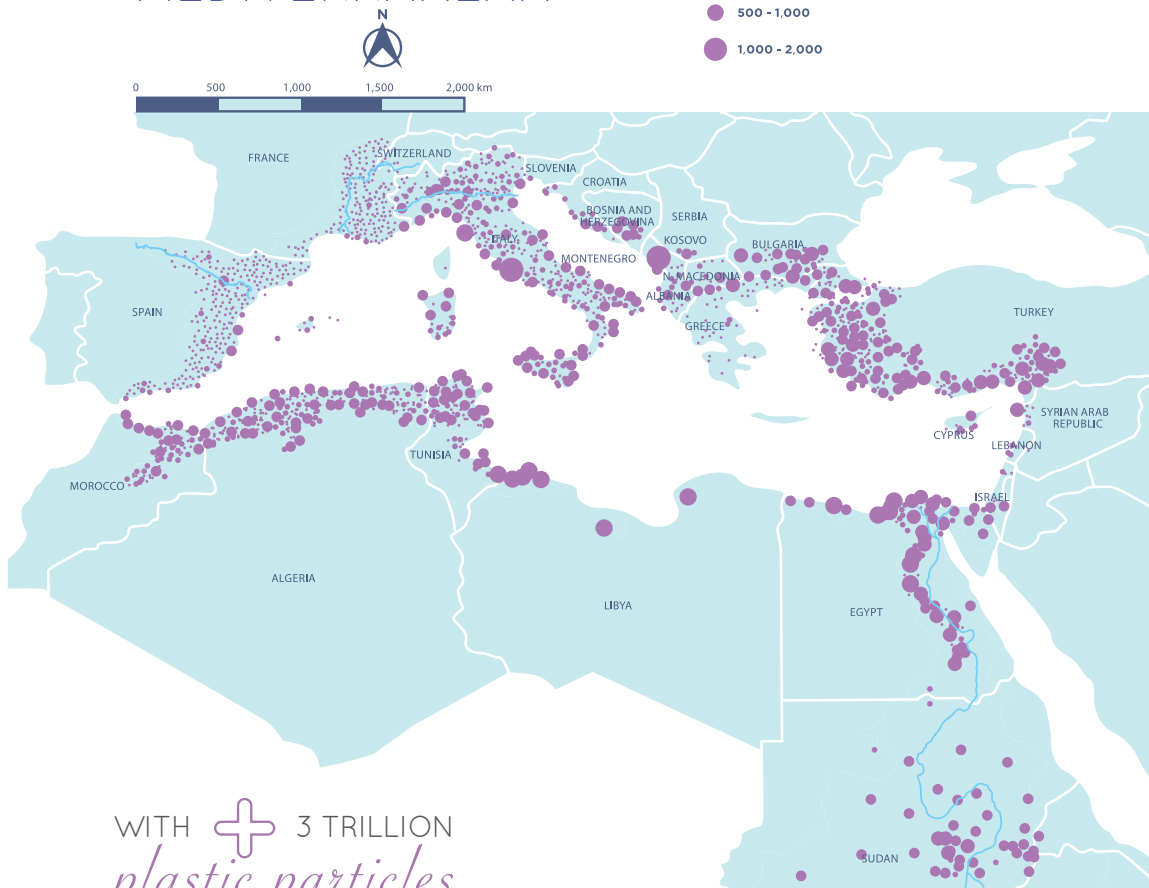 N
500 - 1,000
1,000 - 2,000
0 500 1,000 1,500 2,000 km
FRANCE
SWITZERLAND
SLOVENIA
CROATIA
BOSNIA AND
HERZEGOVINA
SERBIA
ITALY
KOSOVO
BULGARIA
MONTENEGRO
N. MACEDONIA
ALBANIA
SPAIN
GREECE
TURKEY
SYRIAN ARAB
REPUBLIC
CYPRUS
LEBANON
TUNISIA
MOROCCO
ISRAEL
ALGERIA
LIBYA
EGYPT
WITH + 3 TRILLION
plastic particles
SUDAN